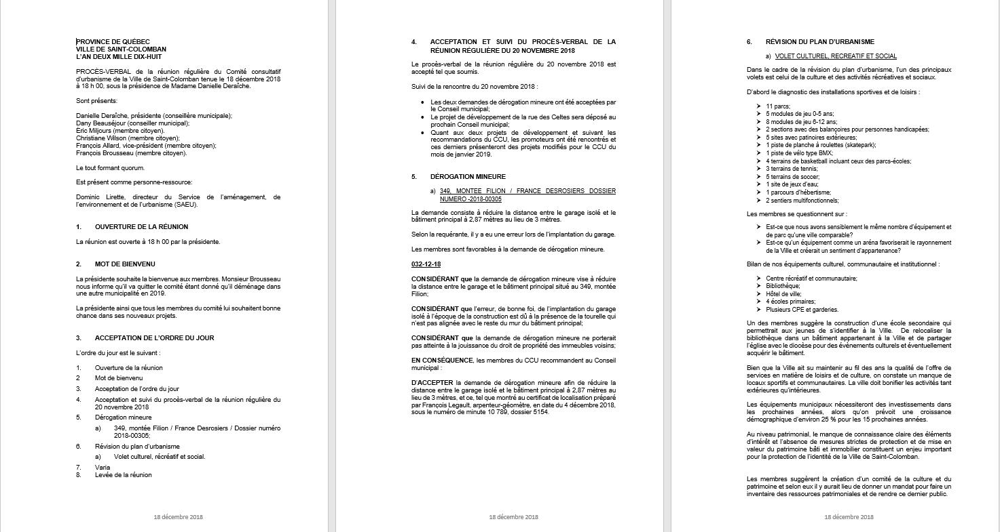 PROVINCE DE QUÉBEC
VILLE DE SAINT-COLOMBAN
L'AN DEUX MILLE DIX-HUIT
PROCÈS-VERBAL de la réunion régulière du Comité consultatif
d'urbanisme de la Ville de Saint-Colomban tenue le 18 décembre 2018
à 18 h 00, sous la présidence de Madame Danielle Deraîche.
Sont présents:
Danielle Deraîche, présidente (conseillère municipale);
Dany Beauséjour (conseiller municipal);
Éric Miljours (membre citoyen).
Christiane Wilson (membre citoyen);
François Allard, vice-président (membre citoyen);
François Brousseau (membre citoyen).
Le tout formant quorum.
Est présent comme personne-ressource:
Dominic Lirette, directeur du Service de l'aménagement, de
l'environnement et de l'urbanisme (SAEU).
1. OUVERTURE DE LA RÉUNION
La réunion est ouverte à 18 h 00 par la présidente.
2. MOT DE BIENVENU
La présidente souhaite la bienvenue aux membres. Monsieur Brousseau
nous informe qu'il va quitter le comité étant donné qu'il déménage dans
une autre municipalité en 2019.
La présidente ainsi que tous les membres du comité lui souhaitent bonne
chance dans ses nouveaux projets.
3. ACCEPTATION DE L'ORDRE DU JOUR
L'ordre du jour est le suivant :
1. Ouverture de la réunion
2 Mot de bienvenu
3. Acceptation de l'ordre du jour
4. Acceptation et suivi du procès-verbal de la réunion régulière du
20 novembre 2018
5. Dérogation mineure
a) 349, montée Filion / France Desrosiers / Dossier numéro
2018-00305;
6. Révision du plan d'urbanisme
a) Volet culturel, récréatif et social.
7. Varia
8. Levée de la réunion
18 décembre 2018
4. ACCEPTATION ET SUIVI DU PROCÈS-VERBAL DE LA
RÉUNION RÉGULIÈRE DU 20 NOVEMBRE 2018
Le procès-verbal de la réunion régulière du 20 novembre 2018 est
accepté tel que soumis.
Suivi de la rencontre du 20 novembre 2018 :
• Les deux demandes de dérogation mineure ont été acceptées par
le Conseil municipal;
• Le projet de développement de la rue des Celtes sera déposé au
prochain Conseil municipal;
• Quant aux deux projets de développement et suivant les
recommandations du CCU, les promoteurs ont été rencontrés et
ces derniers présenteront des projets modifiés pour le CCU du
mois de janvier 2019.
5. DÉROGATION MINEURE
a) 349, MONTEE FILION / FRANCE DESROSIERS DOSSIER
NUMERO -2018-00305
La demande consiste à réduire la distance entre le garage isolé et le
bâtiment principal à 2,87 mètres au lieu de 3 mètres.
Selon la requérante, il y a eu une erreur lors de l'implantation du garage.
Les membres sont favorables à la demande de dérogation mineure.
032-12-18
CONSIDÉRANT que la demande de dérogation mineure vise à réduire
la distance entre le garage et le bâtiment principal situé au 349, montée
Filion;
CONSIDÉRANT que l'erreur, de bonne foi, de l'implantation du garage
isolé à l'époque de la construction est dû à la présence de la tourelle qui
n'est pas alignée avec le reste du mur du bâtiment principal;
CONSIDÉRANT que la demande de dérogation mineure ne porterait
pas atteinte à la jouissance du droit de propriété des immeubles voisins;
EN CONSÉQUENCE, les membres du CCU recommandent au Conseil
municipal :
D'ACCEPTER la demande de dérogation mineure afin de réduire la
distance entre le garage isolé et le bâtiment principal à 2,87 mètres au
lieu de 3 mètres, et ce, tel que montré au certificat de localisation préparé
par François Legault, arpenteur-géomètre, en date du 4 décembre 2018,
sous le numéro de minute 10 789, dossier 5154.
18 décembre 2018
6. RÉVISION DU PLAN D'URBANISME
a) VOLET CULTUREL, RECREATIF ET SOCIAL
Dans le cadre de la révision du plan d'urbanisme, l'un des principaux
volets est celui de la culture et des activités récréatives et sociaux.
D'abord le diagnostic des installations sportives et de loisirs :
➢ 11 parcs;
➢ 5 modules de jeu 0-5 ans;
➢ 8 modules de jeu 6-12 ans;
➢ 2 sections avec des balançoires pour personnes handicapées;
➢ 5 sites avec patinoires extérieures;
➢ 1 piste de planche à roulettes (skatepark);
➢ 1 piste de vélo type BMX;
➢ 4 terrains de basketball incluant ceux des parcs-écoles;
➢ 3 terrains de tennis;
➢ 5 terrains de soccer;
➢ 1 site de jeux d'eau;
➢ 1 parcours d'hébertisme;
➢ 2 sentiers multifonctionnels;
Les membres se questionnent sur :
➢ Est-ce que nous avons sensiblement le même nombre d'équipement et
de parc qu'une ville comparable?
➢ Est-ce qu'un équipement comme un aréna favoriserait le rayonnement
de la Ville et créerait un sentiment d'appartenance?
Bilan de nos équipements culturel, communautaire et institutionnel :
➢ Centre récréatif et communautaire;
➢ Bibliothèque;
➢ Hôtel de ville;
➢ 4 écoles primaires;
➢ Plusieurs CPE et garderies.
Un des membres suggère la construction d'une école secondaire qui
permettrait aux jeunes de s'identifier à la Ville. De relocaliser la
bibliothèque dans un bâtiment appartenant à la Ville et de partager
l'église avec le diocèse pour des évènements culturels et éventuellement
acquérir le bâtiment.
Bien que la Ville ait su maintenir au fil des ans la qualité de l'offre de
services en matière de loisirs et de culture, on constate un manque de
locaux sportifs et communautaires. La ville doit bonifier les activités tant
extérieures qu'intérieures.
Les équipements municipaux nécessiteront des investissements dans
les prochaines années, alors qu'on prévoit une croissance
démographique d'environ 25 % pour les 15 prochaines années.
Au niveau patrimonial, le manque de connaissance claire des éléments
d'intérêt et l'absence de mesures strictes de protection et de mise en
valeur du patrimoine bâti et immobilier constituent un enjeu important
pour la protection de l'identité de la Ville de Saint-Colomban.
Les membres suggèrent la création d'un comité de la culture et du
patrimoine et selon eux il y aurait lieu de donner un mandat pour faire un
inventaire des ressources patrimoniales et de rendre ce dernier public.
18 décembre 2018